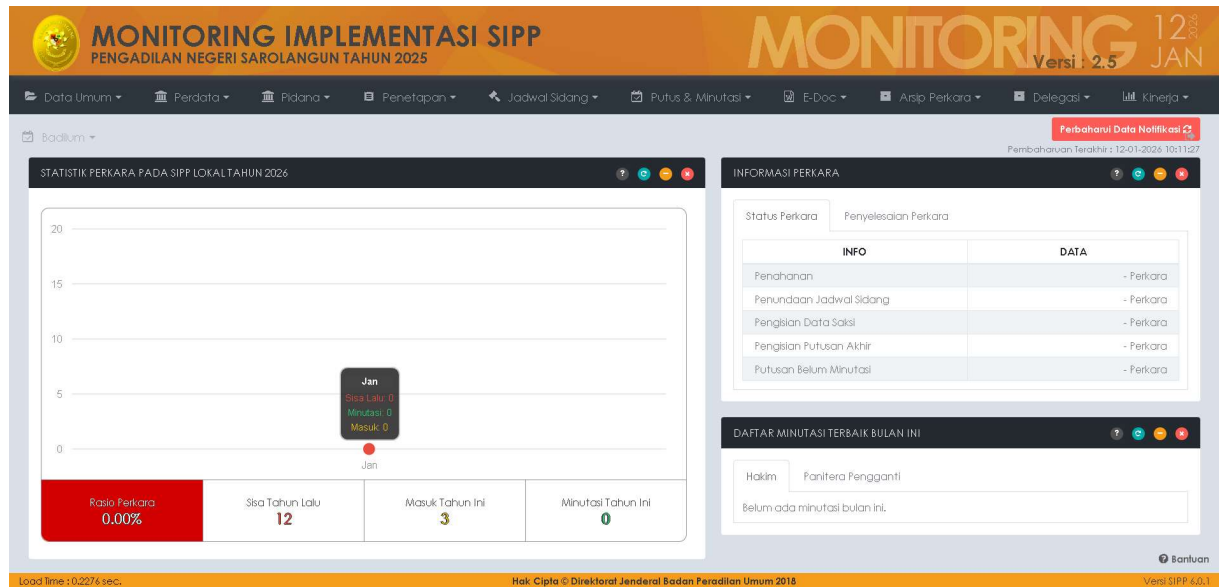 MONITORING IMPLEMENTASI SIPP
PENGADILAN NEGERI SAROLANGUN TAHUN 2025
MONITORING
Versi : 2.5
12
JAN
2026
Data Umum
Perdata
Pidana
Penetapan
Jadwal Sidang
Putus & Minutasi
E-Doc
Arsip Perkara
Delegasi
Kinerja
Badilum
Perbaharui Data Notifikasi
Pembaharuan Terakhir : 12-01-2026 10:11:27
STATISTIK PERKARA PADA SIPP LOKAL TAHUN 2026
20
15
10
5
0
Jan
Sisa Lalu: 0
Minutasi: 0
Masuk: 0
Jan
Rasio Perkara
0.00%
Sisa Tahun Lalu
12
Masuk Tahun Ini
3
Minutasi Tahun Ini
0
INFORMASI PERKARA
Status Perkara
Penyelesaian Perkara
INFO DATA
Penahanan - Perkara
Penundaan Jadwal Sidang - Perkara
Pengisian Data Saksi - Perkara
Pengisian Putusan Akhir - Perkara
Putusan Belum Minutasi - Perkara
DAFTAR MINUTASI TERBAIK BULAN INI
Hakim
Panitera Pengganti
Belum ada minutasi bulan ini.
Bantuan
Load Time : 0.2276 sec.
Hak Cipta © Direktorat Jenderal Badan Peradilan Umum 2018
Versi SIPP 6.0.1